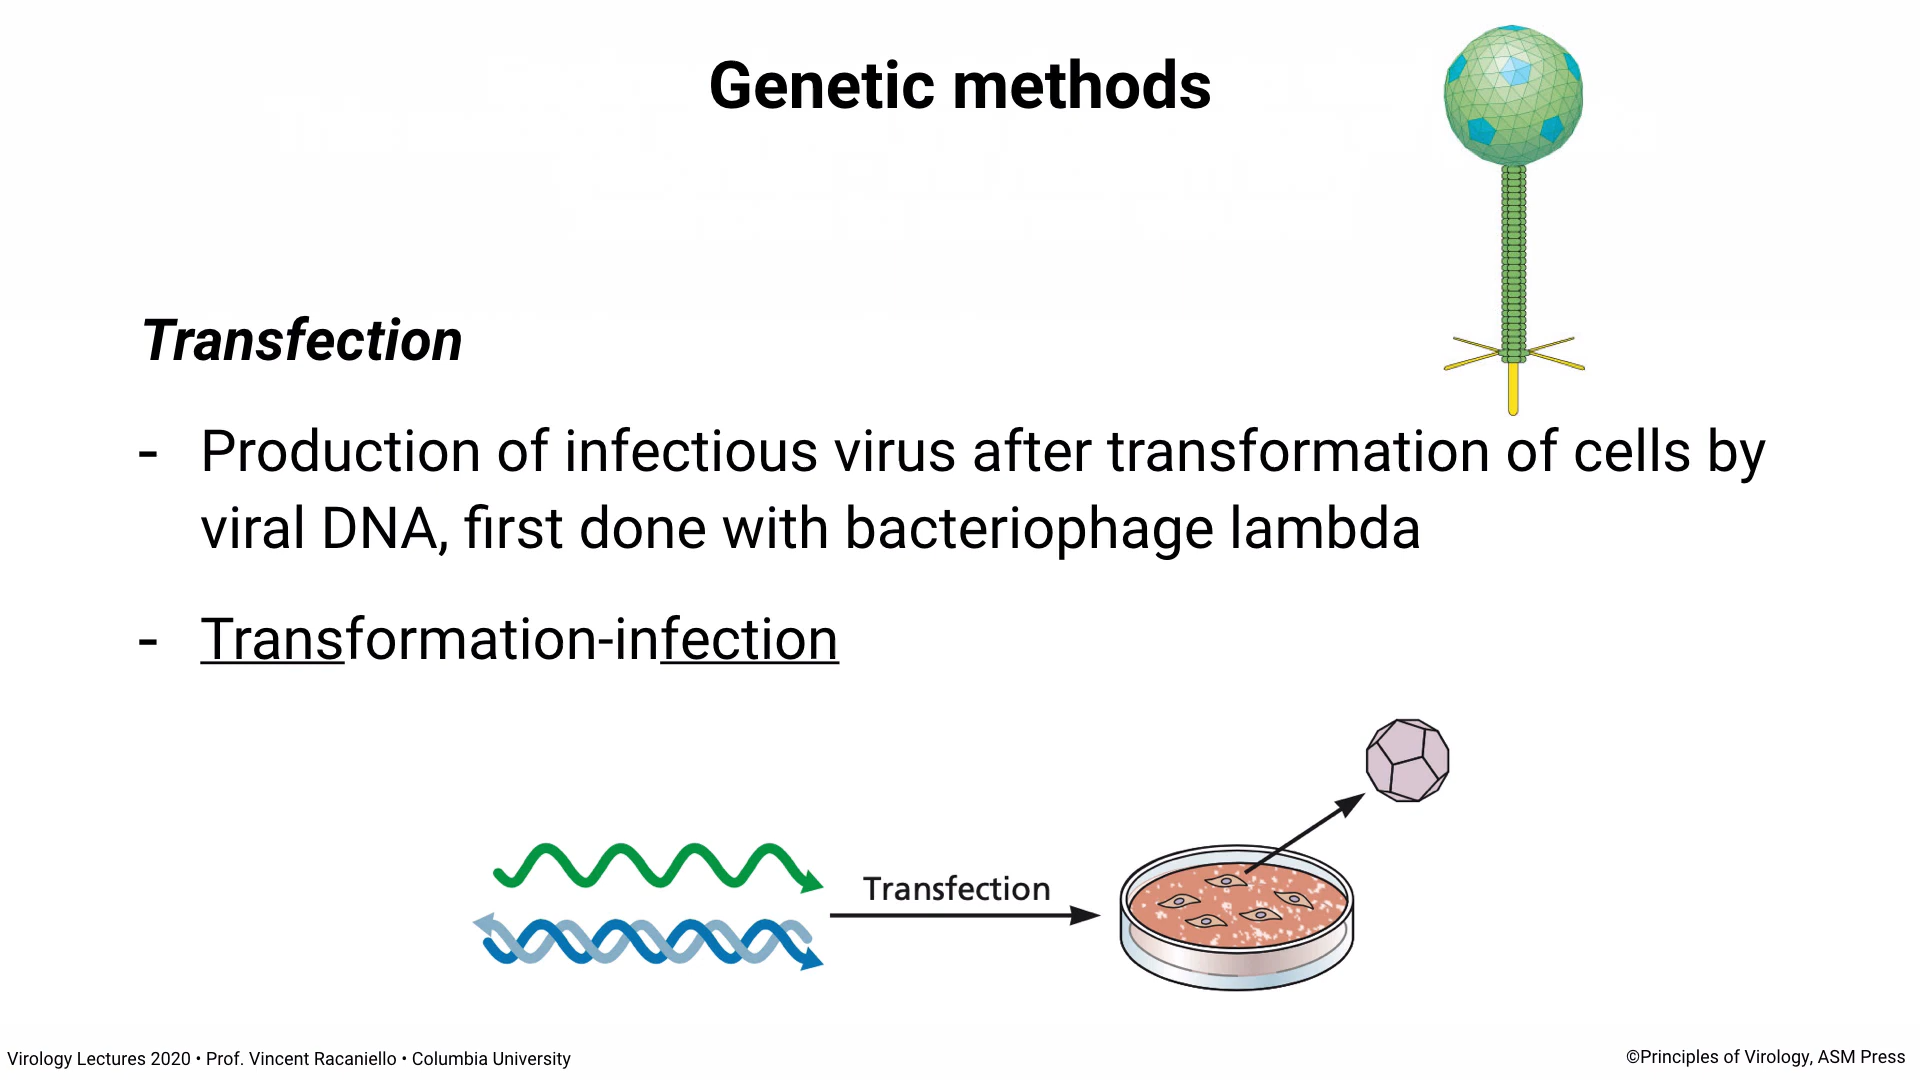 Genetic methods
Transfection
- Production of infectious virus after transformation of cells by
viral DNA, first done with bacteriophage lambda
- Transformation-infection
Transfection
Virology Lectures 2020 • Prof. Vincent Racaniello • Columbia University
©Principles of Virology, ASM Press